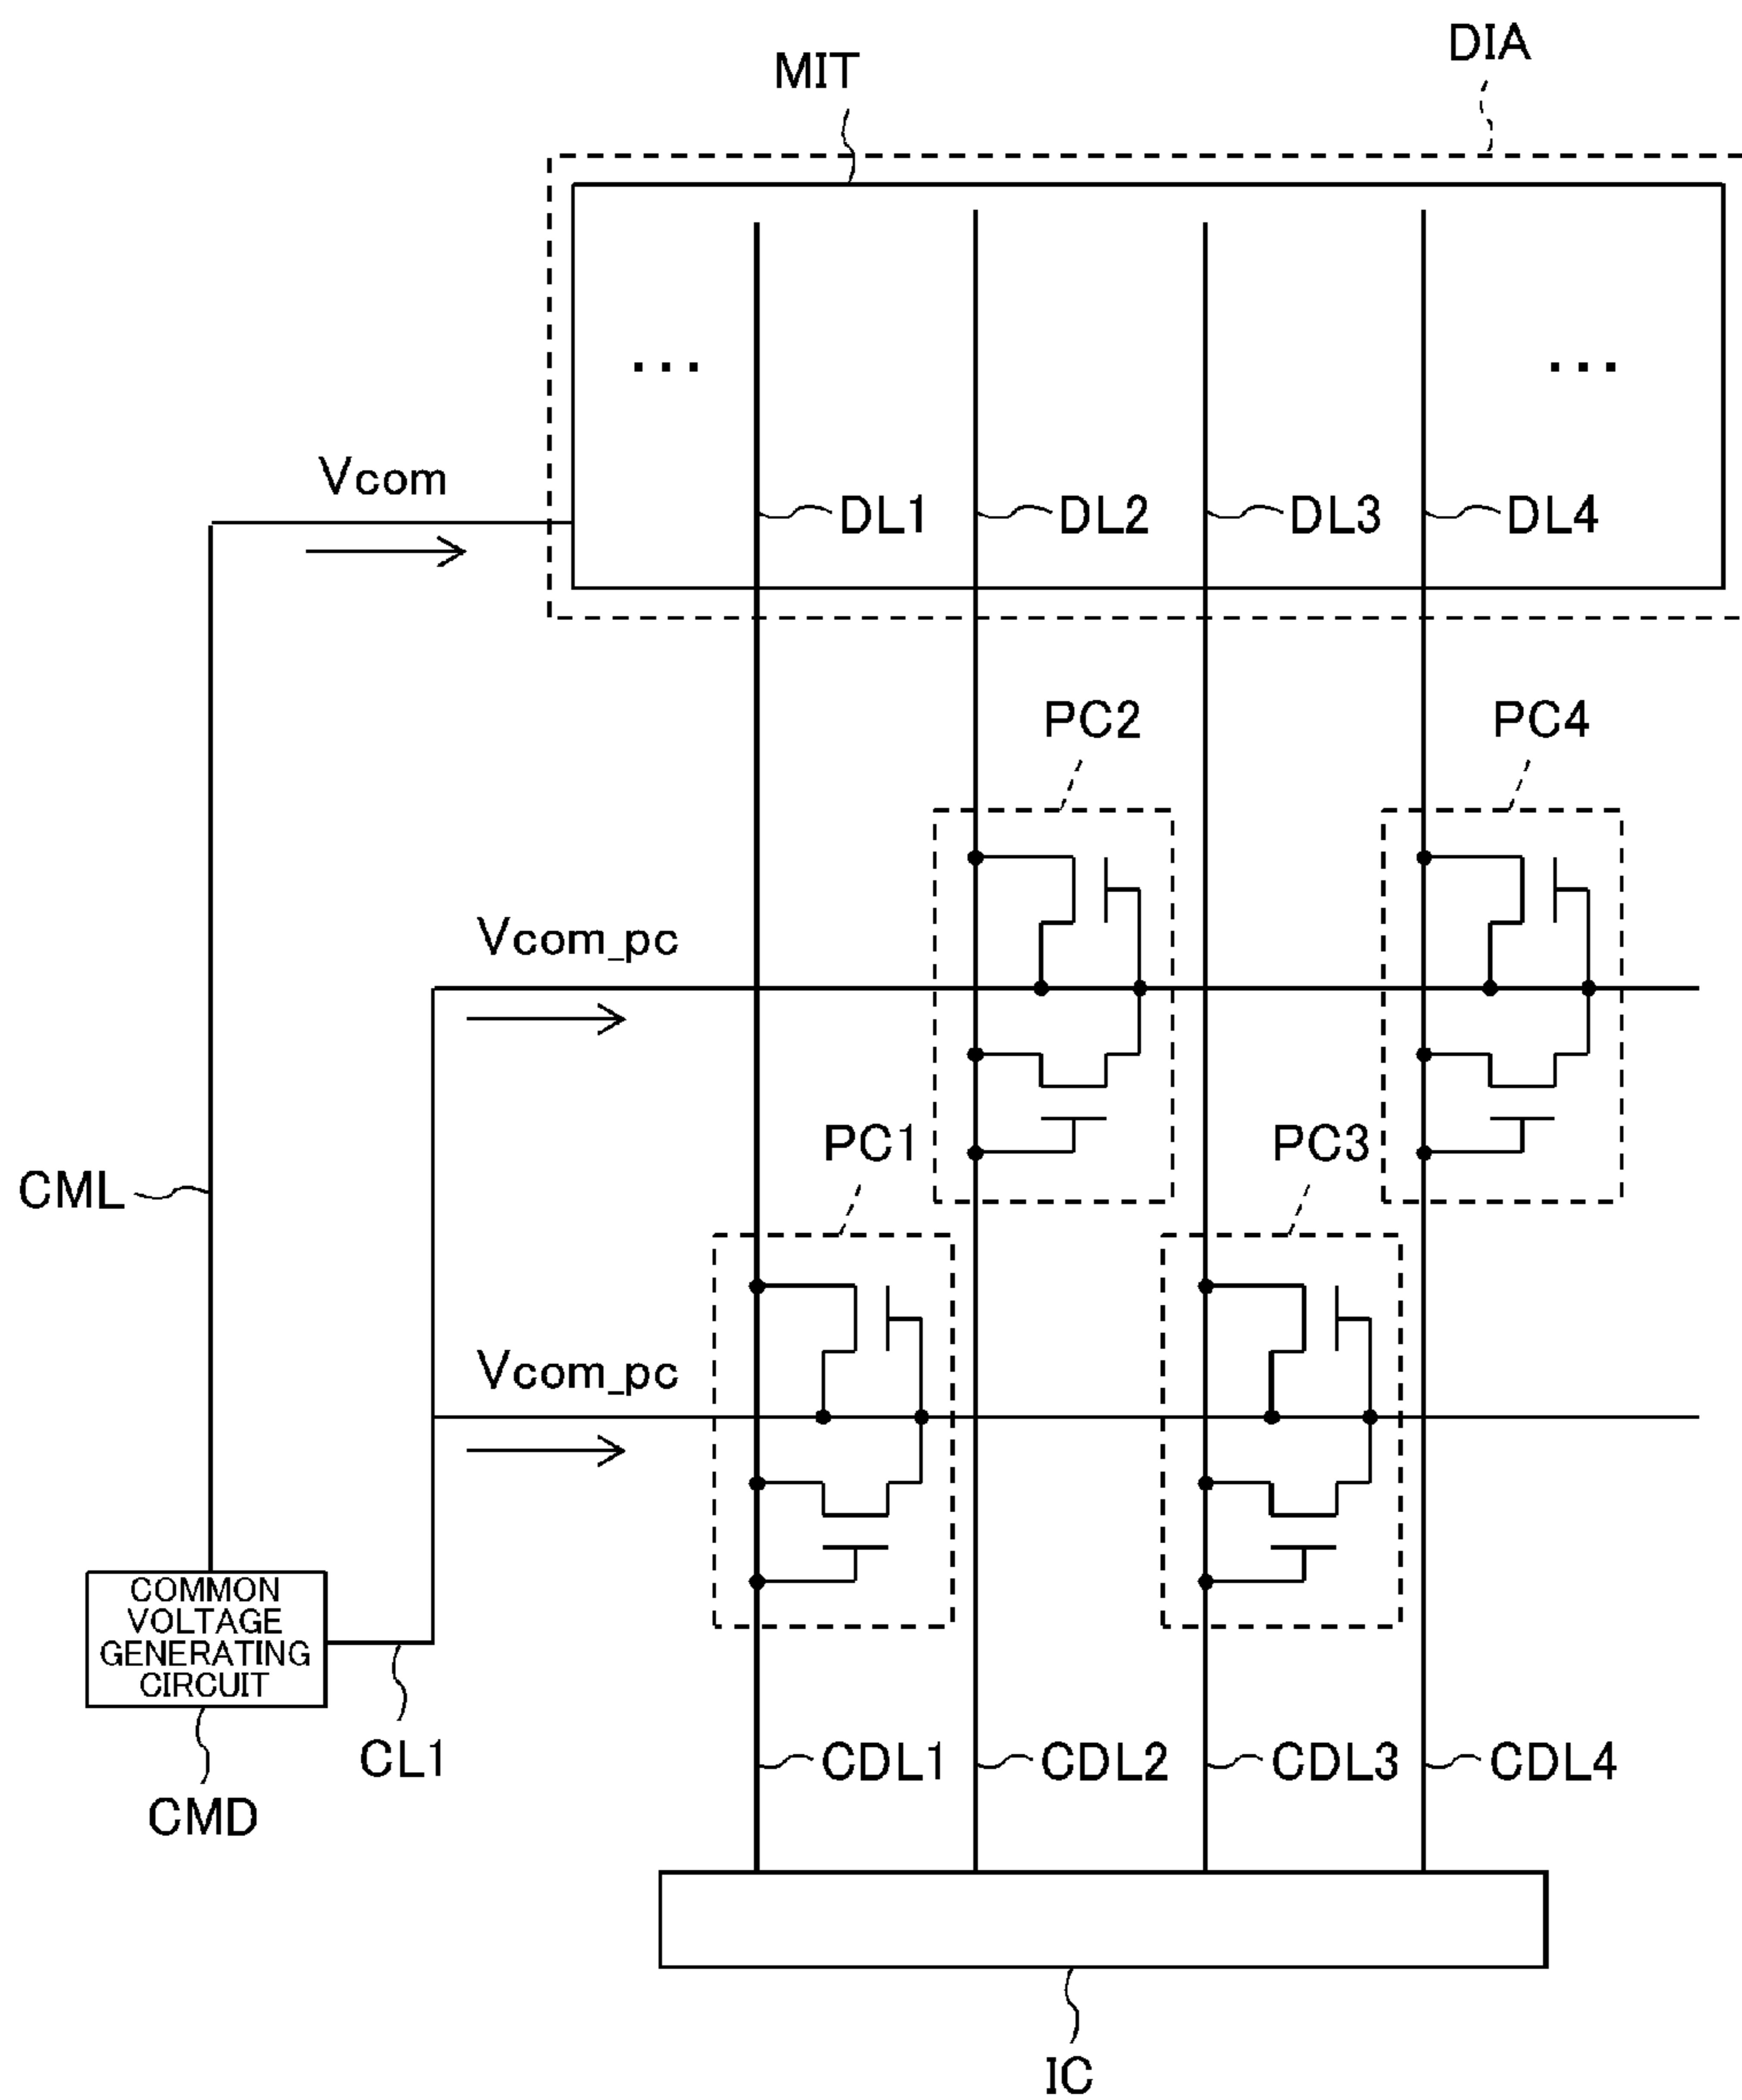 DIA
MIT
...
...
Vcom
DL1
DL2
DL3
DL4
PC2
PC4
Vcom_pc
PC1
PC3
CML
Vcom_pc
COMMON
VOLTAGE
GENERATING
CIRCUIT
CL1
CDL1
CDL2
CDL3
CDL4
CMD
IC